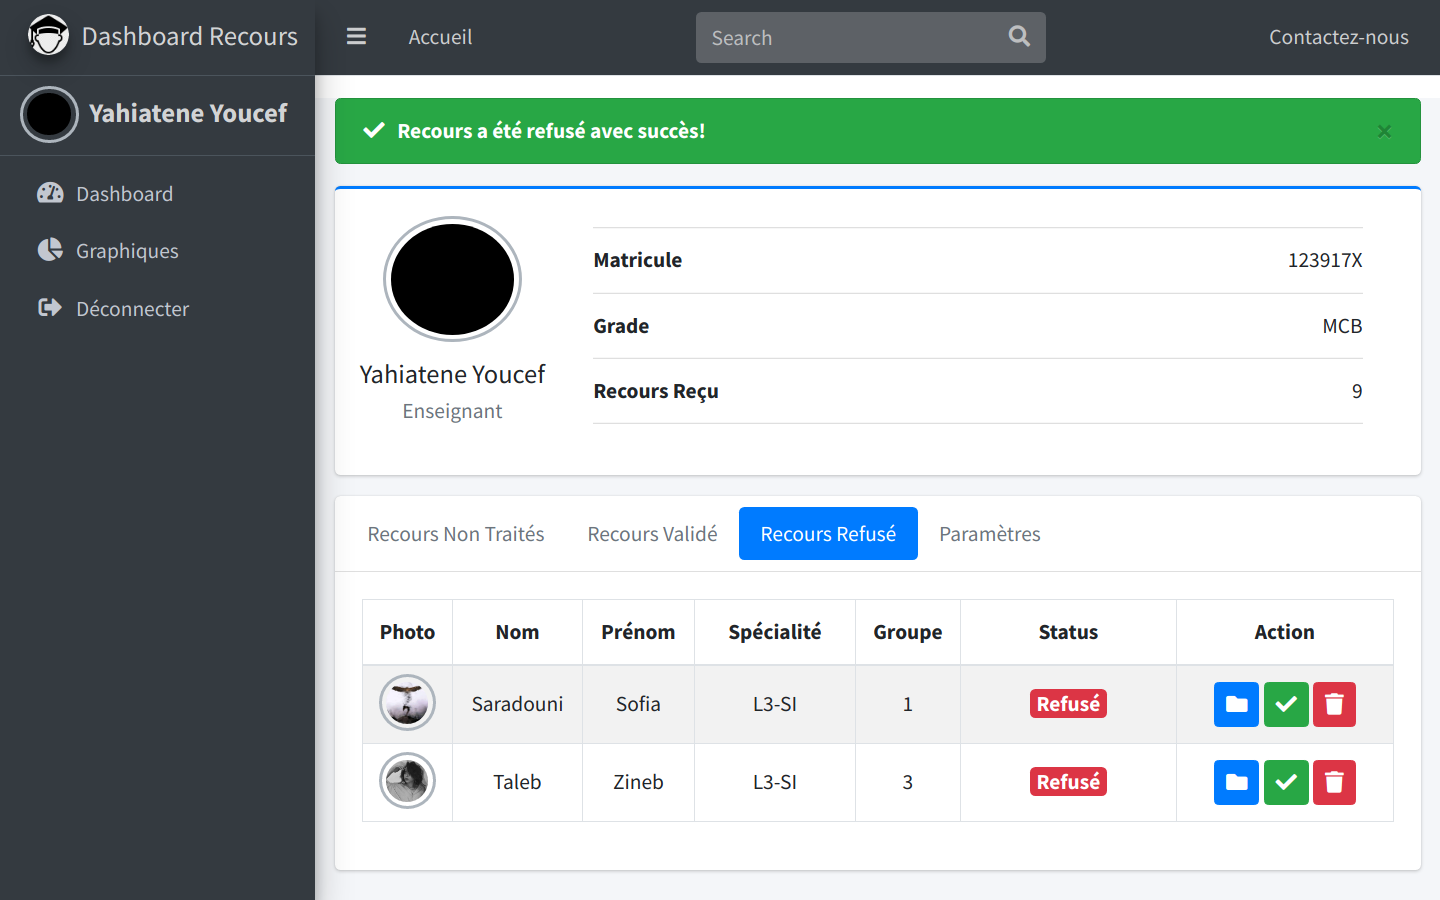 Dashboard Recours
Accueil
Search
Contactez-nous
Yahiatene Youcef
Dashboard
Graphiques
Déconnecter
Recours a été refusé avec succès!
×
Yahiatene Youcef
Enseignant
Matricule 123917X
Grade MCB
Recours Reçu 9
Recours Non Traités Recours Validé Recours Refusé Paramètres
Photo Nom Prénom Spécialité Groupe Status Action
Saradouni Sofia L3-SI 1 Refusé
Taleb Zineb L3-SI 3 Refusé